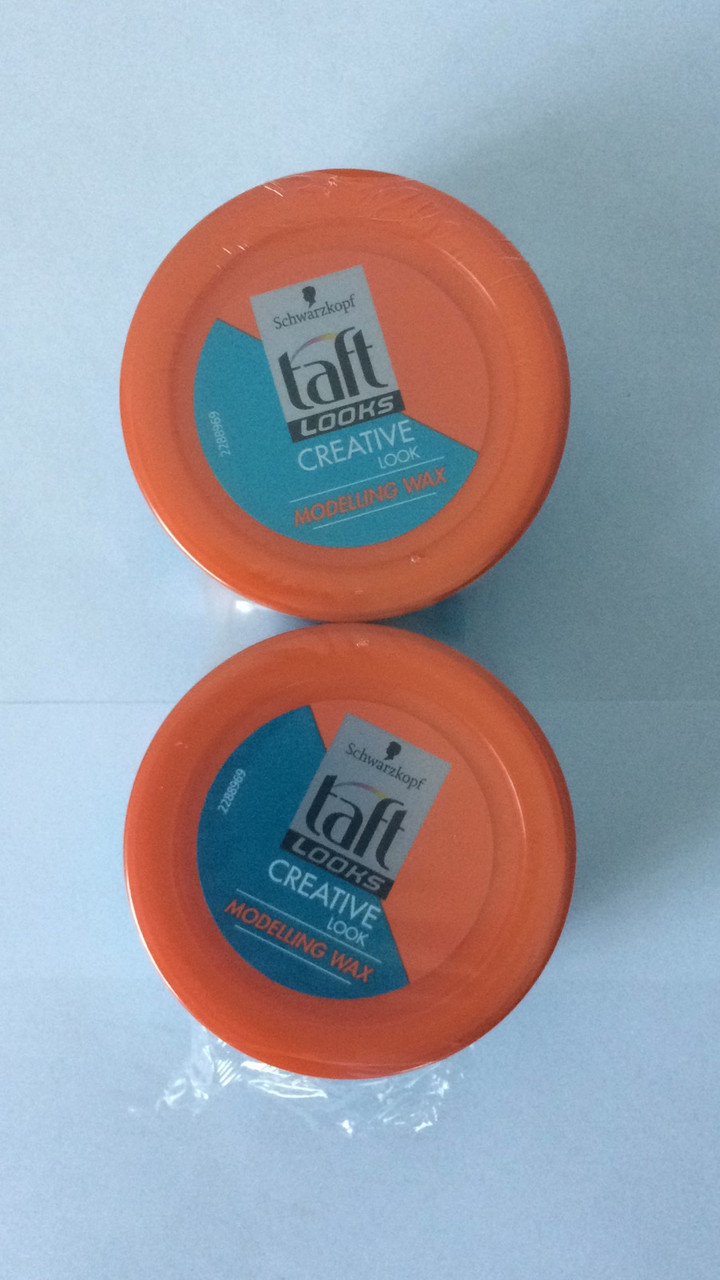 Schwarzkopf
taft
LOOKS
CREATIVE
LOOK
MODELLING WAX
2288969
Schwarzkopf
taft
LOOKS
CREATIVE
LOOK
MODELLING WAX
2288969